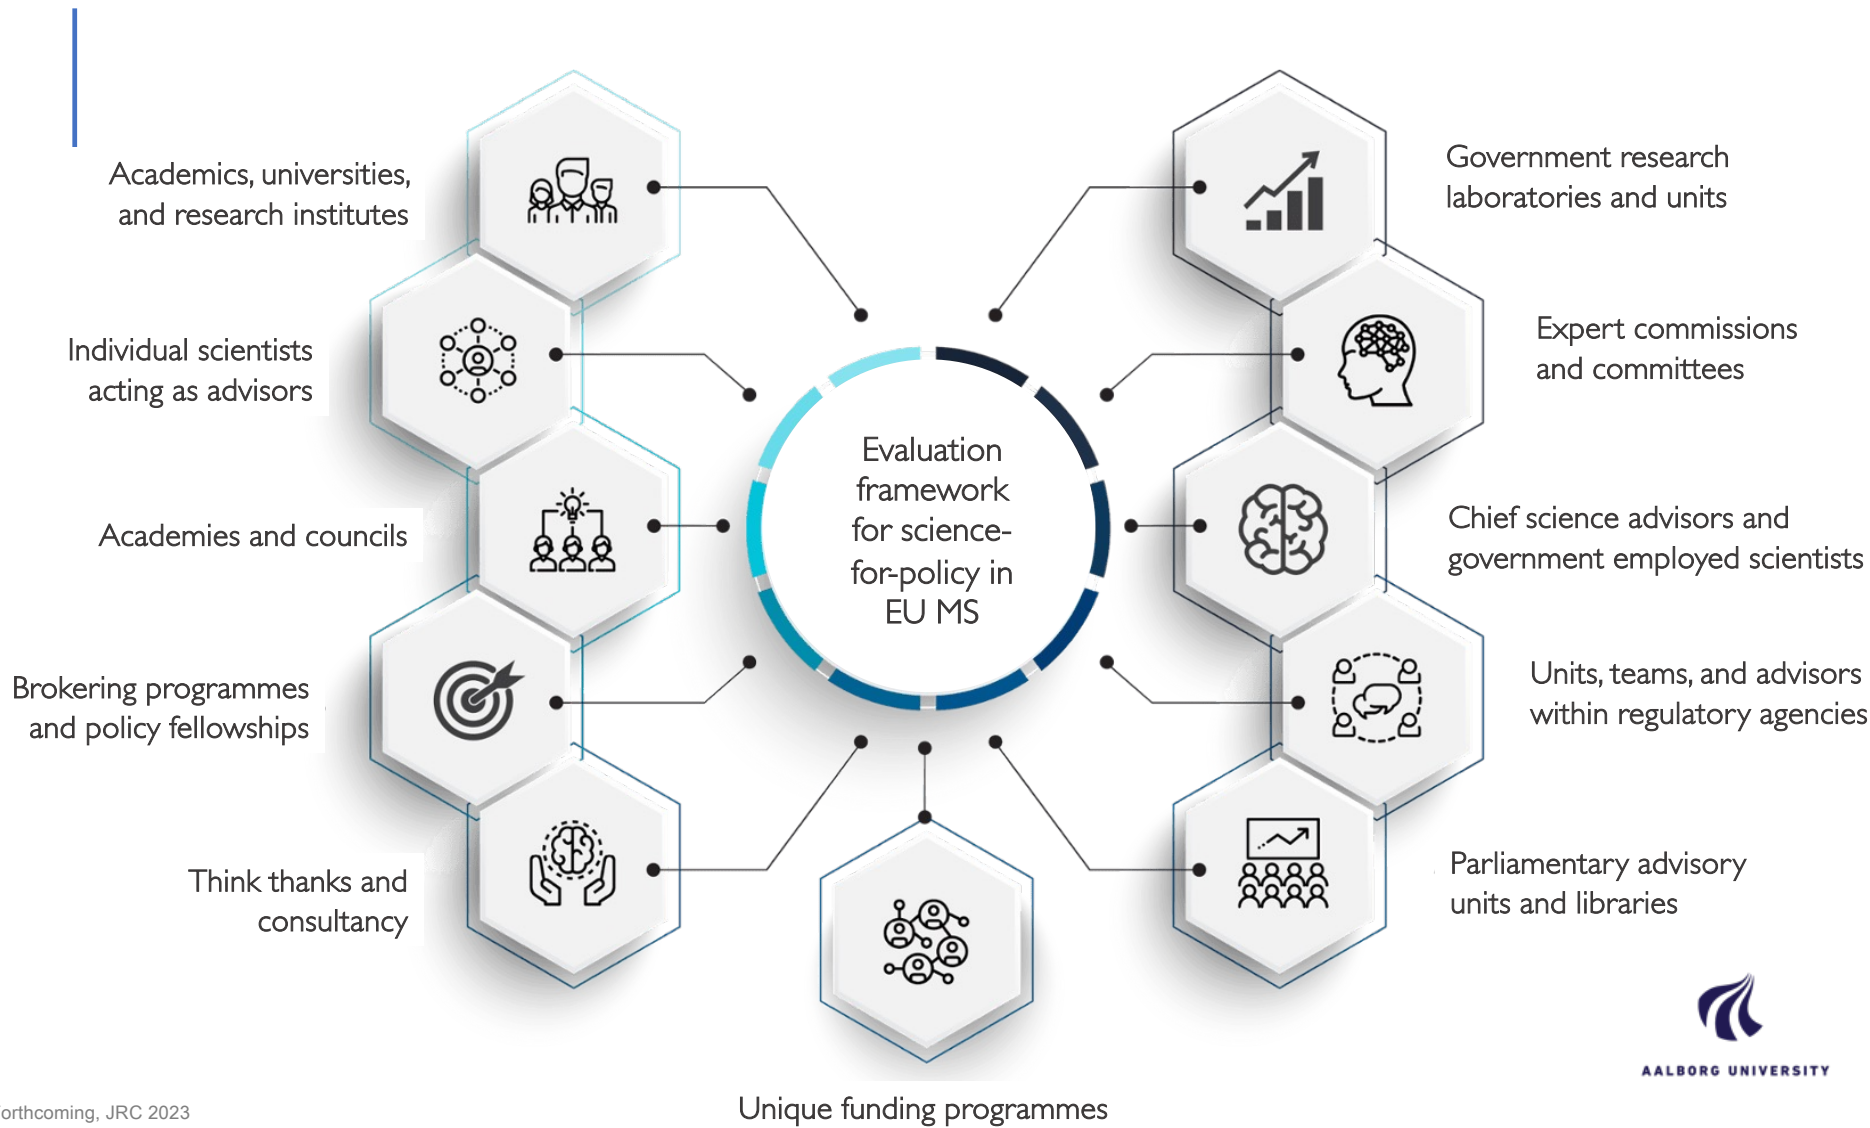 Academics, universities,
and research institutes
Individual scientists
acting as advisors
Academies and councils
Brokering programmes
and policy fellowships
Think thanks and
consultancy
Evaluation
framework
for science-
for-policy in
EU MS
Government research
laboratories and units
Expert commissions
and committees
Chief science advisors and
government employed scientists
Units, teams, and advisors
within regulatory agencies
Parliamentary advisory
units and libraries
Unique funding programmes
AALBORG UNIVERSITY
orthcoming, JRC 2023